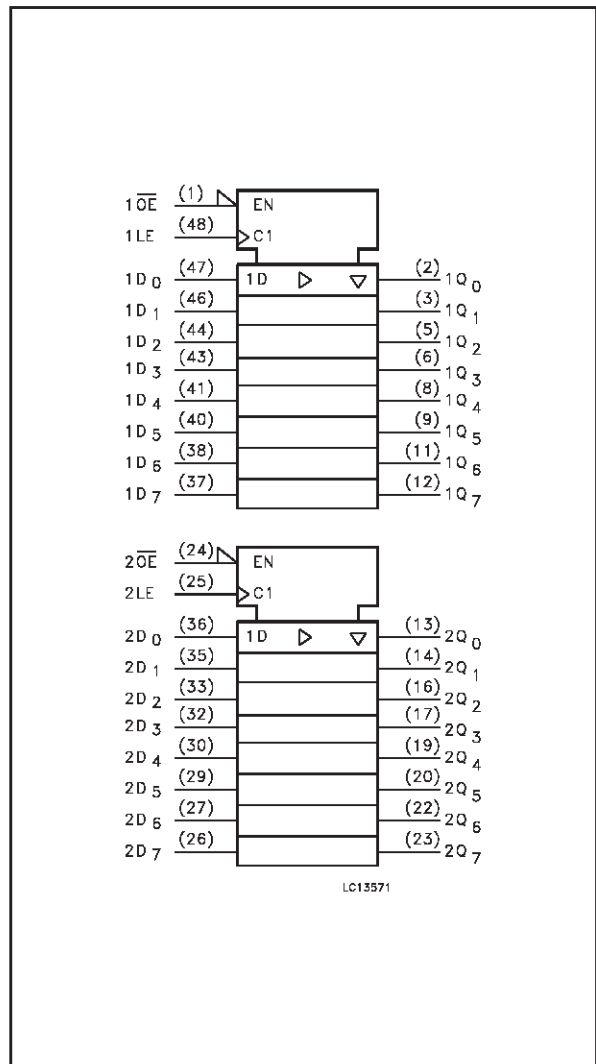 1O̅E̅ (1) EN
1LE (48) C1
1D0 (47) 1D (2) 1Q0
1D1 (46) (3) 1Q1
1D2 (44) (5) 1Q2
1D3 (43) (6) 1Q3
1D4 (41) (8) 1Q4
1D5 (40) (9) 1Q5
1D6 (38) (11) 1Q6
1D7 (37) (12) 1Q7
2O̅E̅ (24) EN
2LE (25) C1
2D0 (36) 1D (13) 2Q0
2D1 (35) (14) 2Q1
2D2 (33) (16) 2Q2
2D3 (32) (17) 2Q3
2D4 (30) (19) 2Q4
2D5 (29) (20) 2Q5
2D6 (27) (22) 2Q6
2D7 (26) (23) 2Q7
LC13571